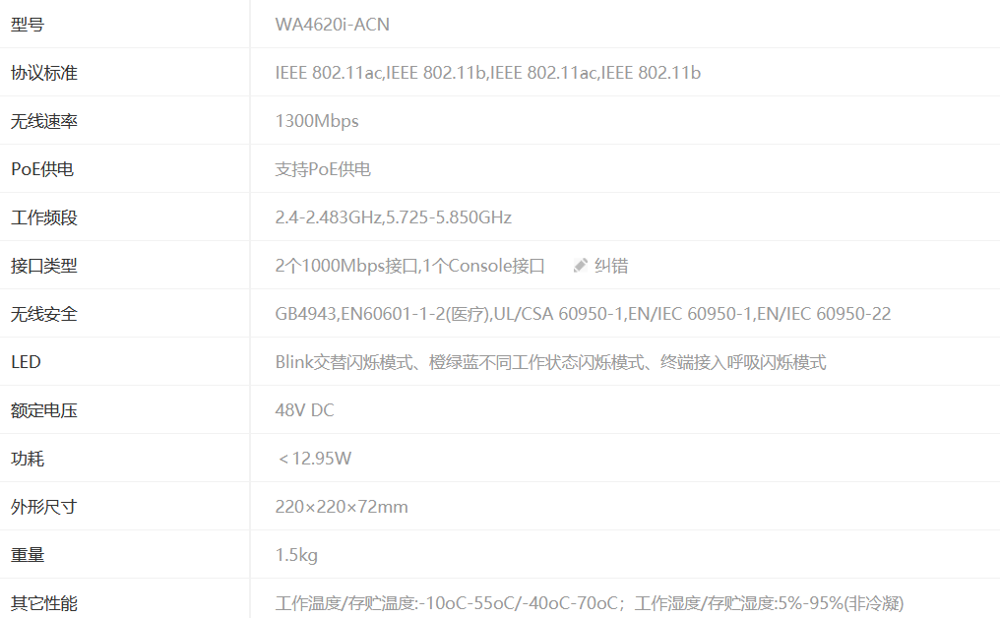 型号 WA4620i-ACN
协议标准 IEEE 802.11ac,IEEE 802.11b,IEEE 802.11ac,IEEE 802.11b
无线速率 1300Mbps
PoE供电 支持PoE供电
工作频段 2.4-2.483GHz,5.725-5.850GHz
接口类型 2个1000Mbps接口,1个Console接口 纠错
无线安全 GB4943,EN60601-1-2(医疗),UL/CSA 60950-1,EN/IEC 60950-1,EN/IEC 60950-22
LED Blink交替闪烁模式、橙绿蓝不同工作状态闪烁模式、终端接入呼吸闪烁模式
额定电压 48V DC
功耗 ＜12.95W
外形尺寸 220×220×72mm
重量 1.5kg
其它性能 工作温度/存贮温度:-10oC-55oC/-40oC-70oC；工作湿度/存贮湿度:5%-95%(非冷凝)